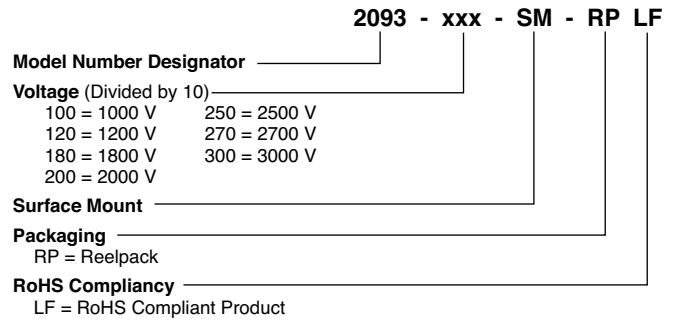 2093 - xxx - SM - RP LF
Model Number Designator
Voltage (Divided by 10)
100 = 1000 V 250 = 2500 V
120 = 1200 V 270 = 2700 V
180 = 1800 V 300 = 3000 V
200 = 2000 V
Surface Mount
Packaging
RP = Reelpack
RoHS Compliancy
LF = RoHS Compliant Product